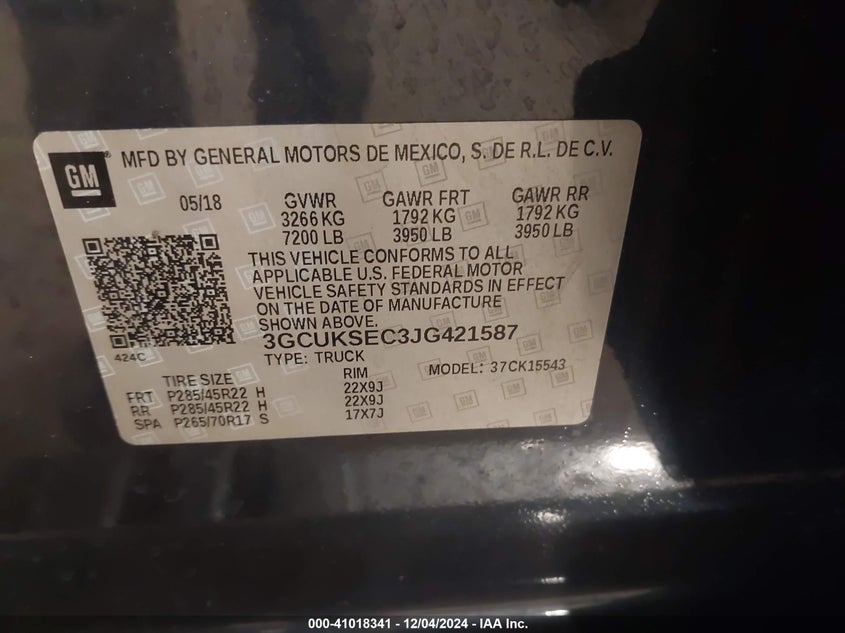 GM
MFD BY GENERAL MOTORS DE MEXICO, S. DE R.L. DE C.V.
05/18 GVWR GAWR FRT GAWR RR
3266 KG 1792 KG 1792 KG
7200 LB 3950 LB 3950 LB
THIS VEHICLE CONFORMS TO ALL
APPLICABLE U.S. FEDERAL MOTOR
VEHICLE SAFETY STANDARDS IN EFFECT
ON THE DATE OF MANUFACTURE
SHOWN ABOVE.
3GCUKSEC3JG421587
424C
TYPE: TRUCK MODEL: 37CK15543
TIRE SIZE RIM
FRT P285/45R22 H 22X9J
RR P285/45R22 H 22X9J
SPA P265/70R17 S 17X7J
000-41018341 — 12/04/2024 - IAA Inc.